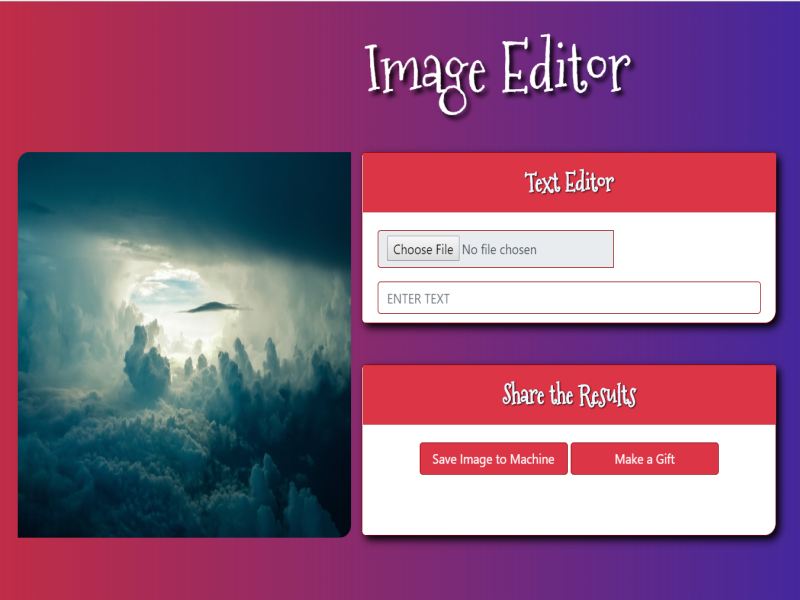 Image Editor
Text Editor
Choose File No file chosen
ENTER TEXT
Share the Results
Save Image to Machine Make a Gift